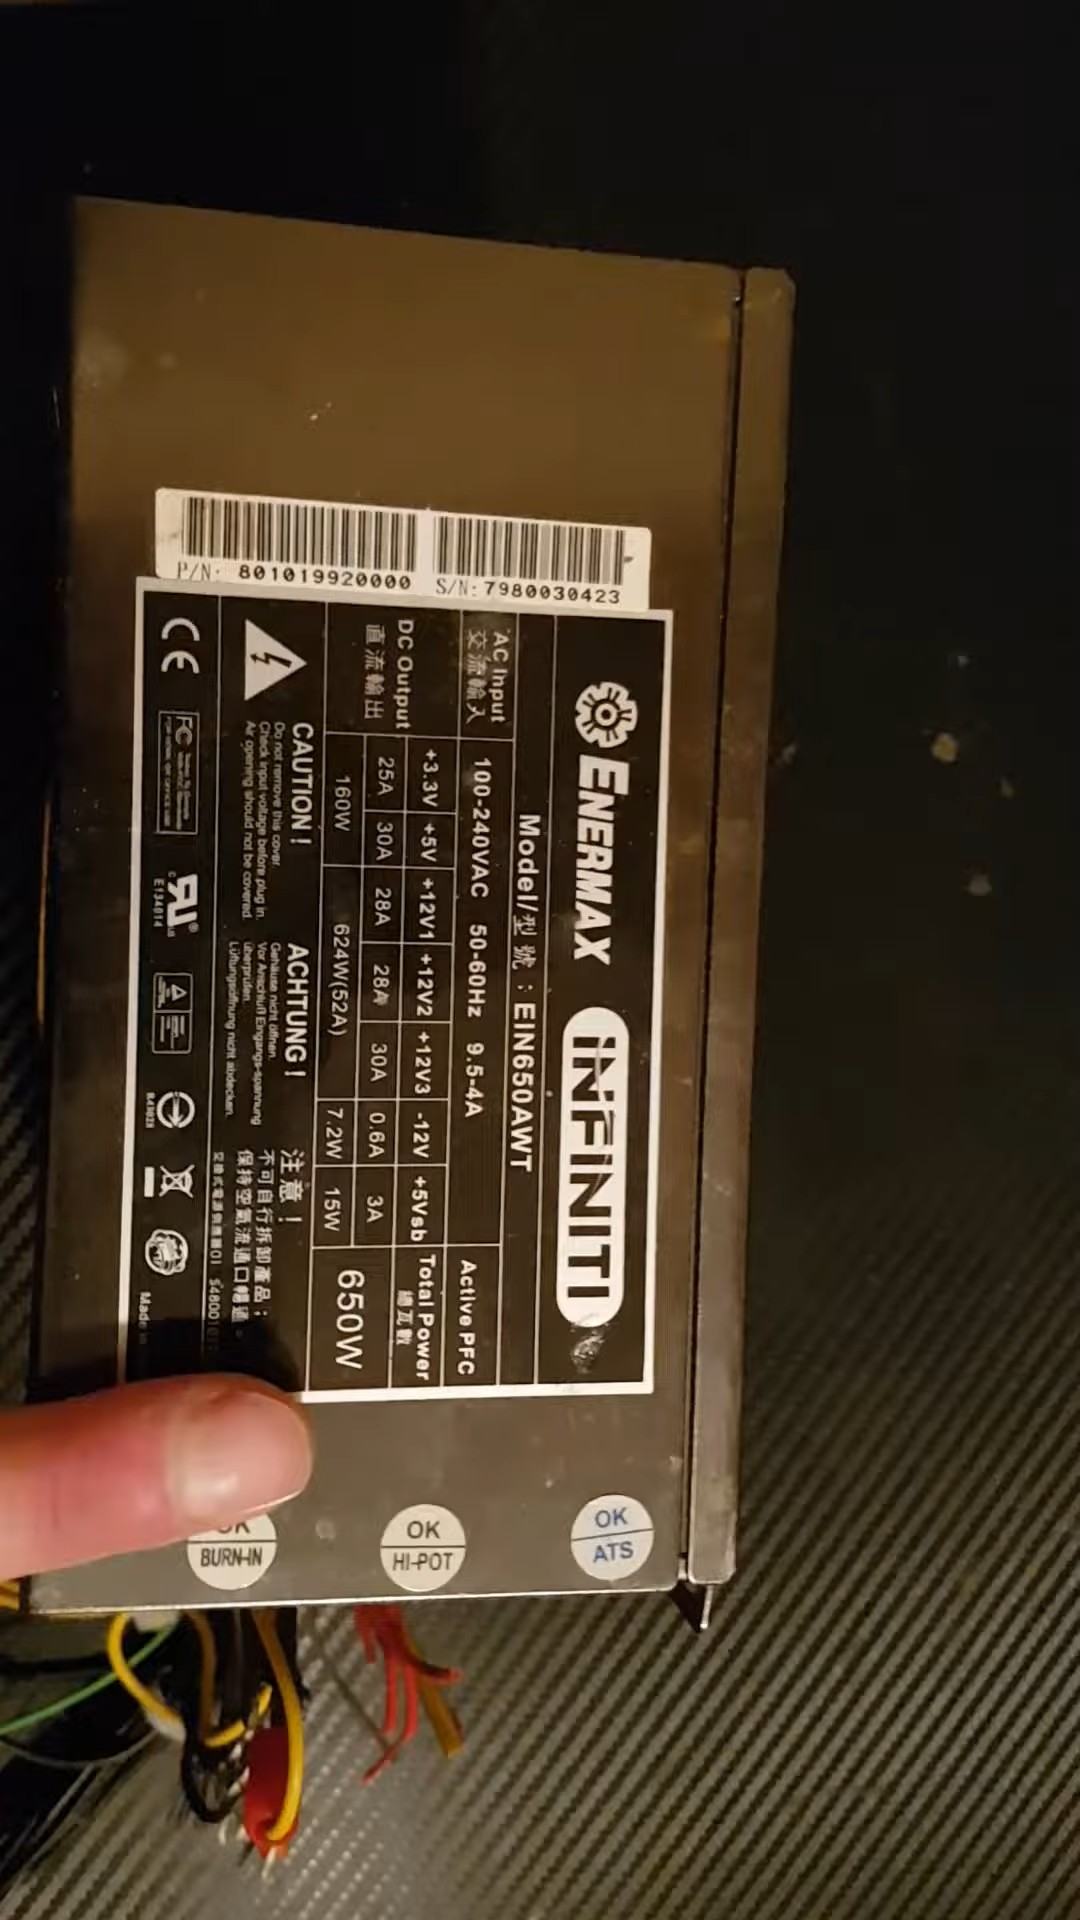 P/N: 801019920000 S/N:7980030423
ENERMAX iNFiNiTi
Model/型號：EIN650AWT
AC Input 100-240VAC 50-60Hz 9.5-4A Active PFC
交流輸入
DC Output +3.3V +5V +12V1 +12V2 +12V3 -12V +5Vsb Total Power
直流輸出 總瓦數
25A 30A 28A 28A 30A 0.6A 3A
160W 624W(52A) 7.2W 15W 650W
CAUTION! ACHTUNG! 注意！
Do not remove this cover. Gehäuse nicht öffnen. 不可自行拆卸產品；
Check input voltage before plug in. Vor Anschluß Eingangs-spannung
überprüfen. 保持空氣流通口暢通。
Air opening should not be covered. Lüftungsöffnung nicht abdecken.
CE
FC
E134014
Made
OK
BURN-IN
OK
HI-POT
OK
ATS